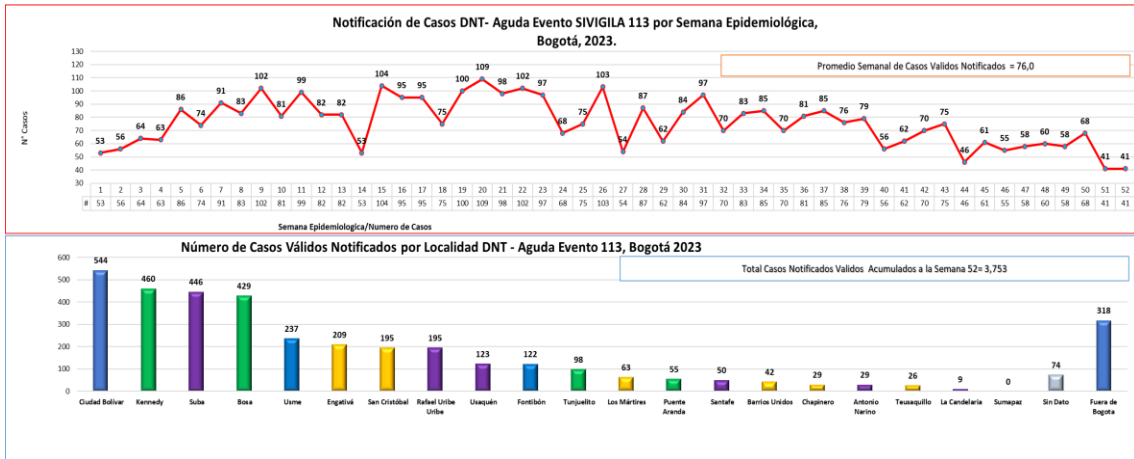 Notificación de Casos DNT- Aguda Evento SIVIGILA 113 por Semana Epidemiológica,
Bogotá, 2023.
Promedio Semanal de Casos Validos Notificados = 76,0
N° Casos
130
120
110
100
90
80
70
60
50
40
30
53 56 64 63 86 74 91 83 102 81 99 82 82 53 104 95 95 75 100 109 98 102 97 68 75 103 54 87 62 84 97 70 83 85 70 81 85 76 79 56 62 70 75 46 61 55 58 60 58 68 41 41
1 2 3 4 5 6 7 8 9 10 11 12 13 14 15 16 17 18 19 20 21 22 23 24 25 26 27 28 29 30 31 32 33 34 35 36 37 38 39 40 41 42 43 44 45 46 47 48 49 50 51 52
# 53 56 64 63 86 74 91 83 102 81 99 82 82 53 104 95 95 75 100 109 98 102 97 68 75 103 54 87 62 84 97 70 83 85 70 81 85 76 79 56 62 70 75 46 61 55 58 60 58 68 41 41
Semana Epidemiologica/Numero de Casos
Número de Casos Válidos Notificados por Localidad DNT - Aguda Evento 113, Bogotá 2023
Total Casos Notificados Validos Acumulados a la Semana 52= 3,753
600
500
400
300
200
100
0
544 460 446 429 237 209 195 195 123 122 98 63 55 50 42 29 29 26 9 0 74 318
Ciudad Bolívar Kennedy Suba Bosa Usme Engativá San Cristóbal Rafael Uribe Usaquén Fontibón Tunjuelito Los Mártires Puente Santafe Barrios Unidos Chapinero Antonio Teusaquillo La Candelaria Sumapaz Sin Dato Fuera de
Uribe Aranda Narino Bogota